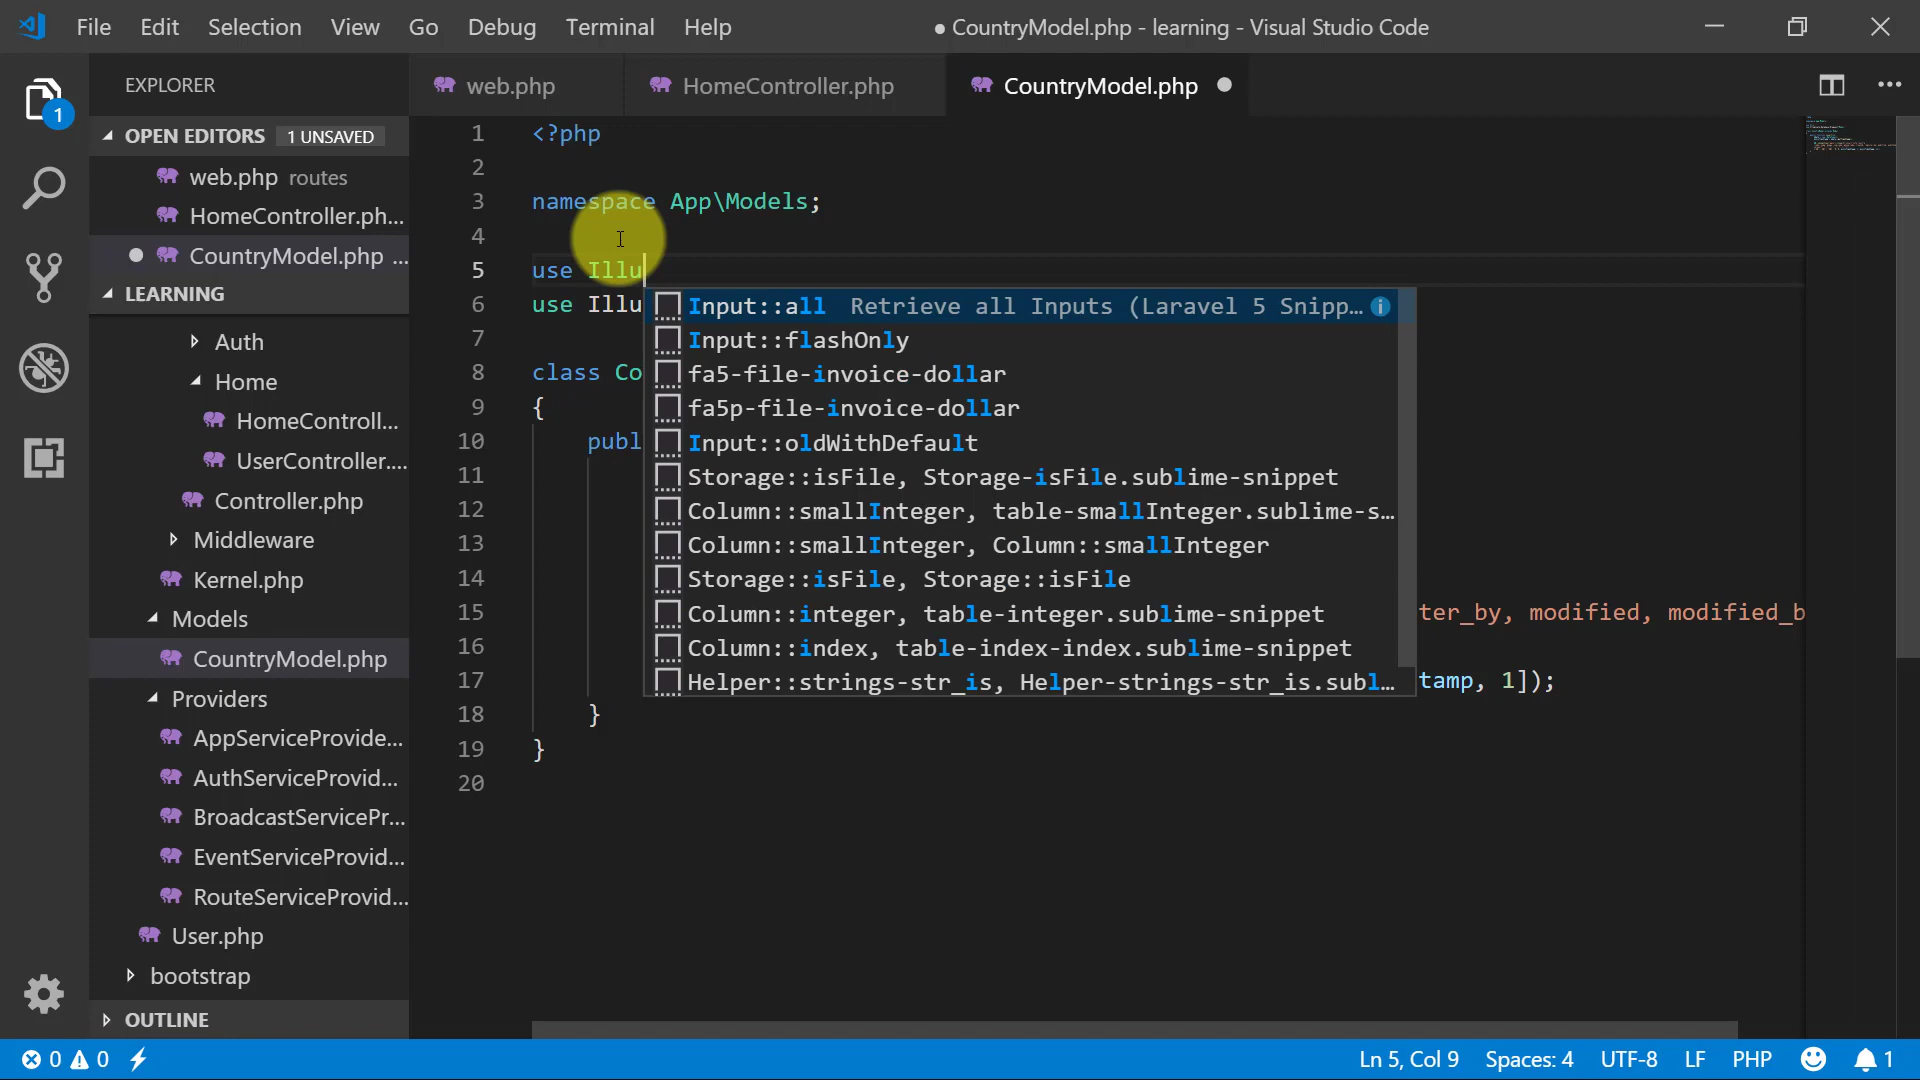 File Edit Selection View Go Debug Terminal Help
● CountryModel.php - learning - Visual Studio Code
EXPLORER
OPEN EDITORS 1 UNSAVED
web.php routes
HomeController.ph...
CountryModel.php ...
LEARNING
Auth
Home
HomeControll...
UserController....
Controller.php
Middleware
Kernel.php
Models
CountryModel.php
Providers
AppServiceProvide...
AuthServiceProvid...
BroadcastServicePr...
EventServiceProvid...
RouteServiceProvid...
User.php
bootstrap
OUTLINE
web.php HomeController.php CountryModel.php
1 <?php
2
3 namespace App\Models;
4
5 use Illu
6 use Illu
7
8 class Co
9 {
10 publ
11
12
13
14
15 ter_by, modified, modified_b
16
17 tamp, 1]);
18 }
19 }
20
Input::all Retrieve all Inputs (Laravel 5 Snipp...
Input::flashOnly
fa5-file-invoice-dollar
fa5p-file-invoice-dollar
Input::oldWithDefault
Storage::isFile, Storage-isFile.sublime-snippet
Column::smallInteger, table-smallInteger.sublime-s...
Column::smallInteger, Column::smallInteger
Storage::isFile, Storage::isFile
Column::integer, table-integer.sublime-snippet
Column::index, table-index-index.sublime-snippet
Helper::strings-str_is, Helper-strings-str_is.subl...
1
0 0 Ln 5, Col 9 Spaces: 4 UTF-8 LF PHP 1